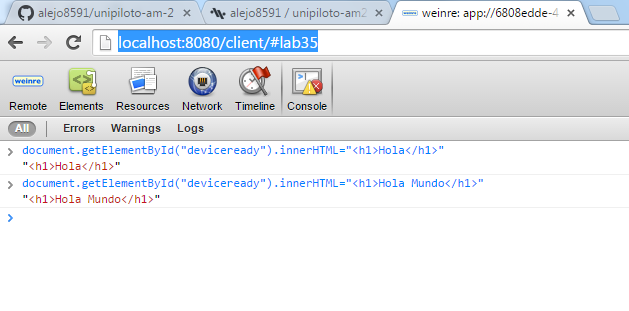 alejo8591/unipiloto-am-2
alejo8591 / unipiloto-am2
weinre: app://6808edde-4
localhost:8080/client/#lab35
weinre
Remote Elements Resources Network Timeline Console
All Errors Warnings Logs
> document.getElementById("deviceready").innerHTML="<h1>Hola</h1>"
"<h1>Hola</h1>"
> document.getElementById("deviceready").innerHTML="<h1>Hola Mundo</h1>"
"<h1>Hola Mundo</h1>"
>